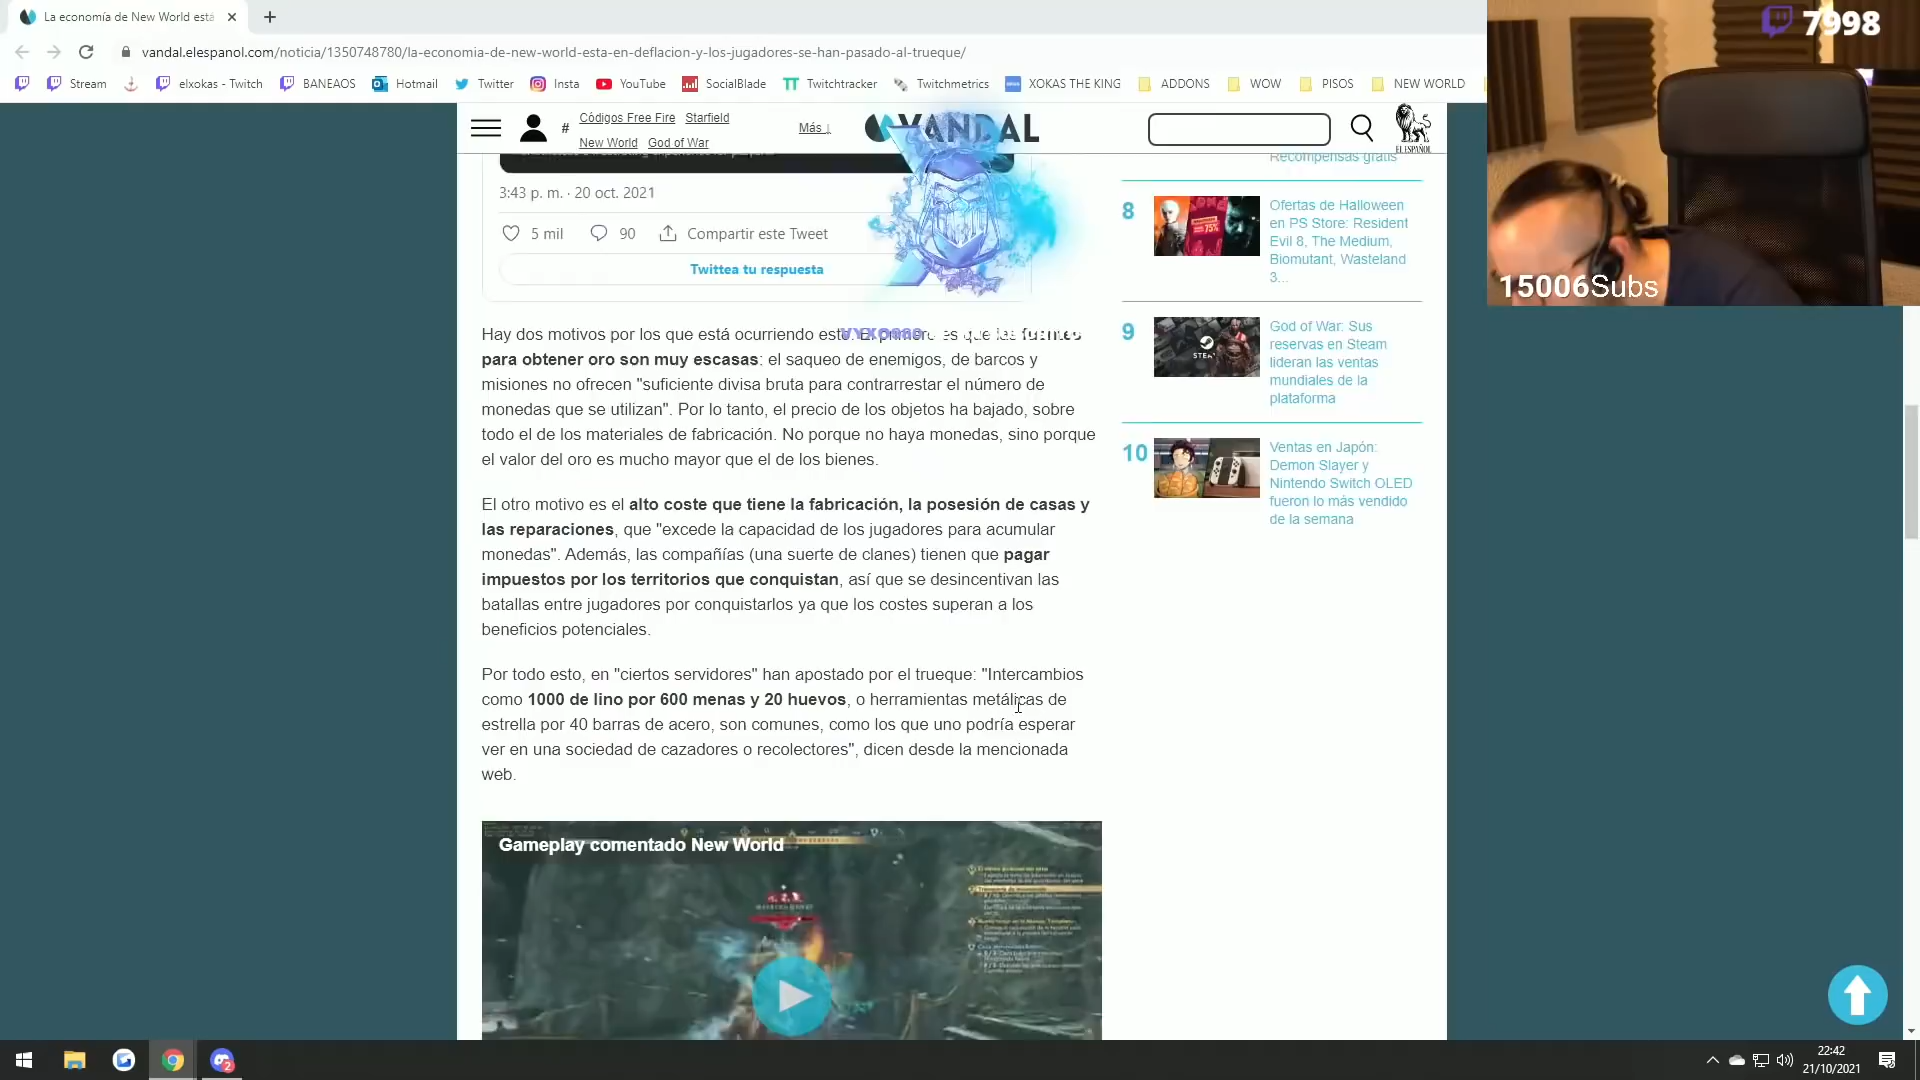 La economía de New World está
vandal.elespanol.com/noticia/1350748780/la-economia-de-new-world-esta-en-deflacion-y-los-jugadores-se-han-pasado-al-trueque/
Stream
elxokas - Twitch
BANEAOS
Hotmail
Twitter
Insta
YouTube
SocialBlade
Twitchtracker
Twitchmetrics
XOKAS THE KING
ADDONS
WOW
PISOS
NEW WORLD
7998
15006Subs
# Códigos Free Fire Starfield
New World God of War
Más ↓
VANDAL
EL ESPAÑOL
3:43 p. m. · 20 oct. 2021
5 mil 90 Compartir este Tweet
Twittea tu respuesta
Hay dos motivos por los que está ocurriendo esto. El primero es que
para obtener oro son muy escasas: el saqueo de enemigos, de barcos y
misiones no ofrecen "suficiente divisa bruta para contrarrestar el número de
monedas que se utilizan". Por lo tanto, el precio de los objetos ha bajado, sobre
todo el de los materiales de fabricación. No porque no haya monedas, sino porque
el valor del oro es mucho mayor que el de los bienes.
El otro motivo es el alto coste que tiene la fabricación, la posesión de casas y
las reparaciones, que "excede la capacidad de los jugadores para acumular
monedas". Además, las compañías (una suerte de clanes) tienen que pagar
impuestos por los territorios que conquistan, así que se desincentivan las
batallas entre jugadores por conquistarlos ya que los costes superan a los
beneficios potenciales.
Por todo esto, en "ciertos servidores" han apostado por el trueque: "Intercambios
como 1000 de lino por 600 menas y 20 huevos, o herramientas metálicas de
estrella por 40 barras de acero, son comunes, como los que uno podría esperar
ver en una sociedad de cazadores o recolectores", dicen desde la mencionada
web.
Gameplay comentado New World
Recompensas gratis
8
Ofertas de Halloween
en PS Store: Resident
Evil 8, The Medium,
Biomutant, Wasteland
3...
75%
9
God of War: Sus
reservas en Steam
lideran las ventas
mundiales de la
plataforma
10
Ventas en Japón:
Demon Slayer y
Nintendo Switch OLED
fueron lo más vendido
de la semana
2
22:42
21/10/2021